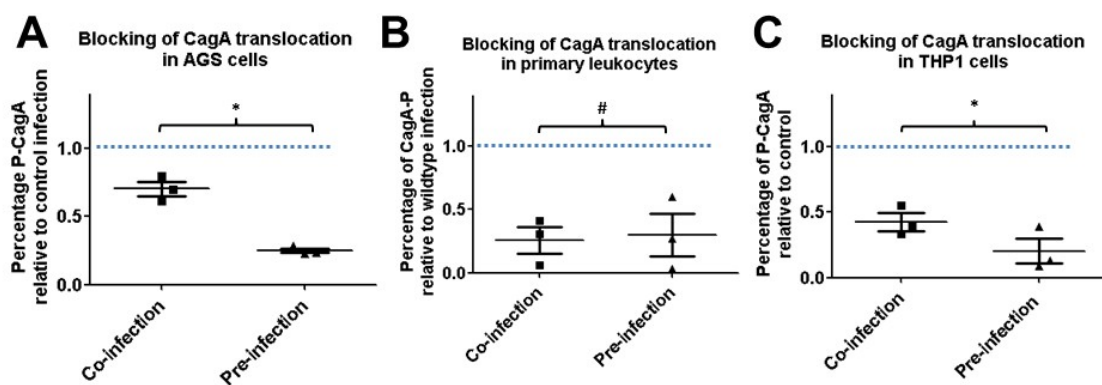 A
Blocking of CagA translocation
in AGS cells
Percentage P-CagA
relative to control infection
*
1.0
0.5
0.0
Co-infection
Pre-infection
B
Blocking of CagA translocation
in primary leukocytes
Percentage of CagA-P
relative to wildtype infection
#
1.0
0.5
0.0
Co-infection
Pre-infection
C
Blocking of CagA translocation
in THP1 cells
Percentage of P-CagA
relative to control
*
1.0
0.5
0.0
Co-infection
Pre-infection